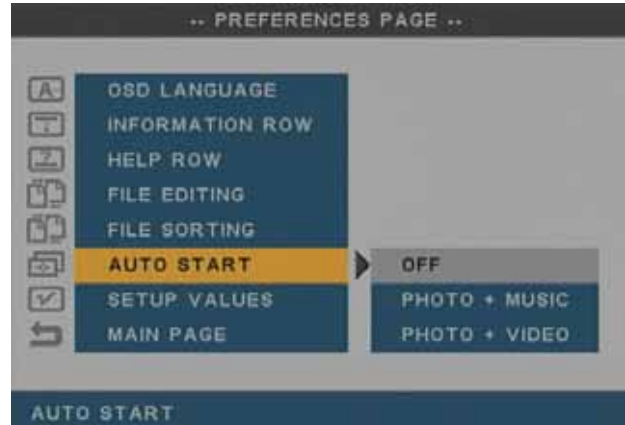 -- PREFERENCES PAGE --
OSD LANGUAGE
INFORMATION ROW
HELP ROW
FILE EDITING
FILE SORTING
AUTO START
OFF
SETUP VALUES
PHOTO + MUSIC
MAIN PAGE
PHOTO + VIDEO
AUTO START